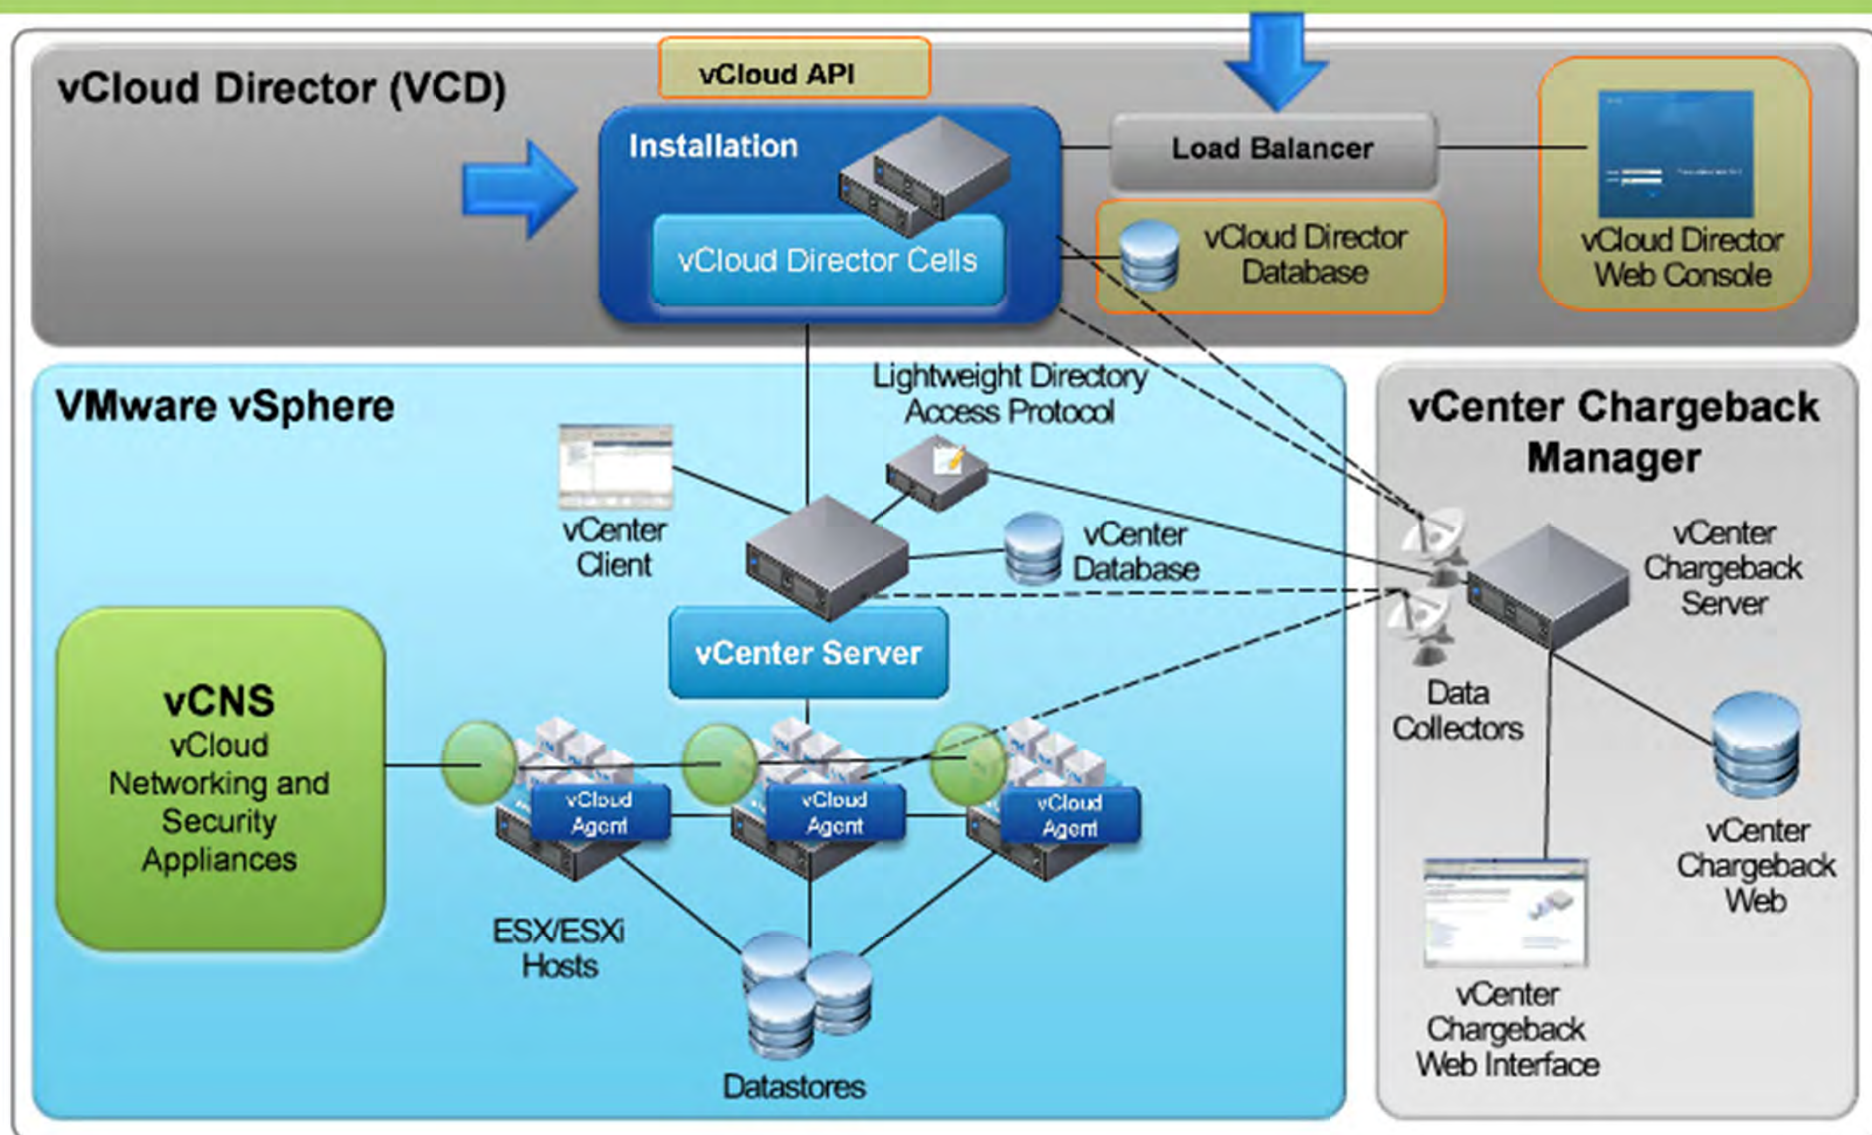 vCloud Director (VCD)
vCloud API
Installation
vCloud Director Cells
Load Balancer
vCloud Director
Database
vCloud Director
Web Console
VMware vSphere
Lightweight Directory
Access Protocol
vCenter
Client
vCenter
Database
vCenter Server
vCNS
vCloud
Networking and
Security
Appliances
vCloud
Agent
vCloud
Agent
vCloud
Agent
ESX/ESXi
Hosts
Datastores
vCenter Chargeback
Manager
vCenter
Chargeback
Server
Data
Collectors
vCenter
Chargeback
Web
vCenter
Chargeback
Web Interface